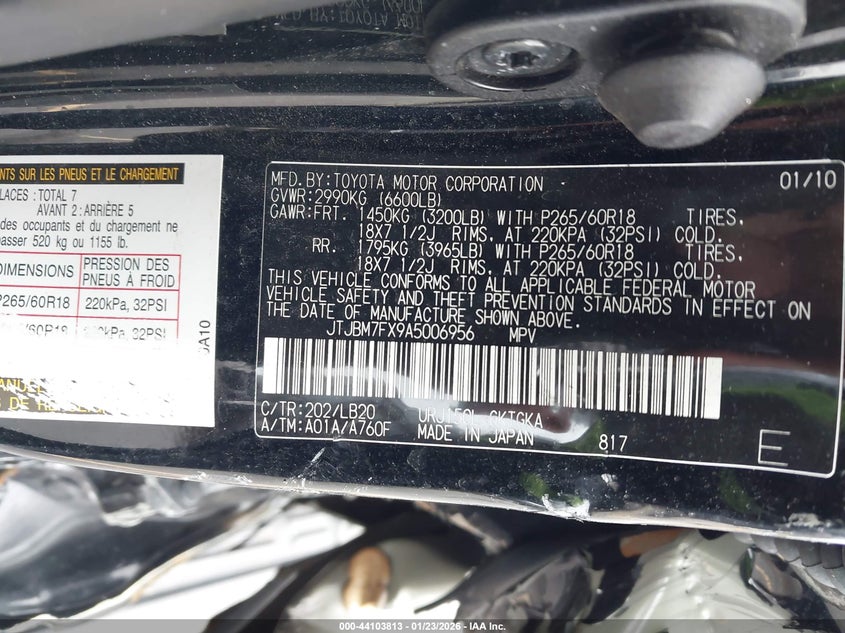 NTS SUR LES PNEUS ET LE CHARGEMENT
LACES : TOTAL 7
AVANT 2 : ARRIÈRE 5
des occupants et du chargement ne
passer 520 kg ou 1155 lb.
DIMENSIONS PRESSION DES PNEUS À FROID
P265/60R18 220kPa, 32PSI
/60R18 32PSI
MFD.BY:TOYOTA MOTOR CORPORATION 01/10
GVWR:2990KG (6600LB)
GAWR:FRT. 1450KG (3200LB) WITH P265/60R18 TIRES.
18X7 1/2J RIMS. AT 220KPA (32PSI) COLD.
RR. 1795KG (3965LB) WITH P265/60R18 TIRES.
18X7 1/2J RIMS. AT 220KPA (32PSI) COLD.
THIS VEHICLE CONFORMS TO ALL APPLICABLE FEDERAL MOTOR
VEHICLE SAFETY AND THEFT PREVENTION STANDARDS IN EFFECT ON
THE DATE OF MANUFACTURE SHOWN ABOVE.
JTJBM7FX9A5006956 MPV
C/TR:202/LB20 URJ150L-GKTGKA
A/TM:A01A/A760F MADE IN JAPAN 817
E
000-44103813 - 01/23/2026 - IAA Inc.